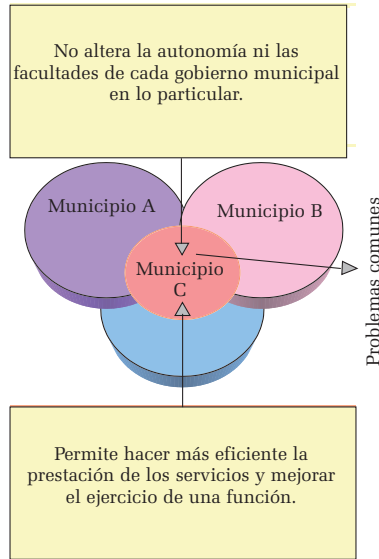 No altera la autonomía ni las
facultades de cada gobierno municipal
en lo particular.
Municipio A
Municipio B
Municipio
C
Problemas comunes
Permite hacer más eficiente la
prestación de los servicios y mejorar
el ejercicio de una función.